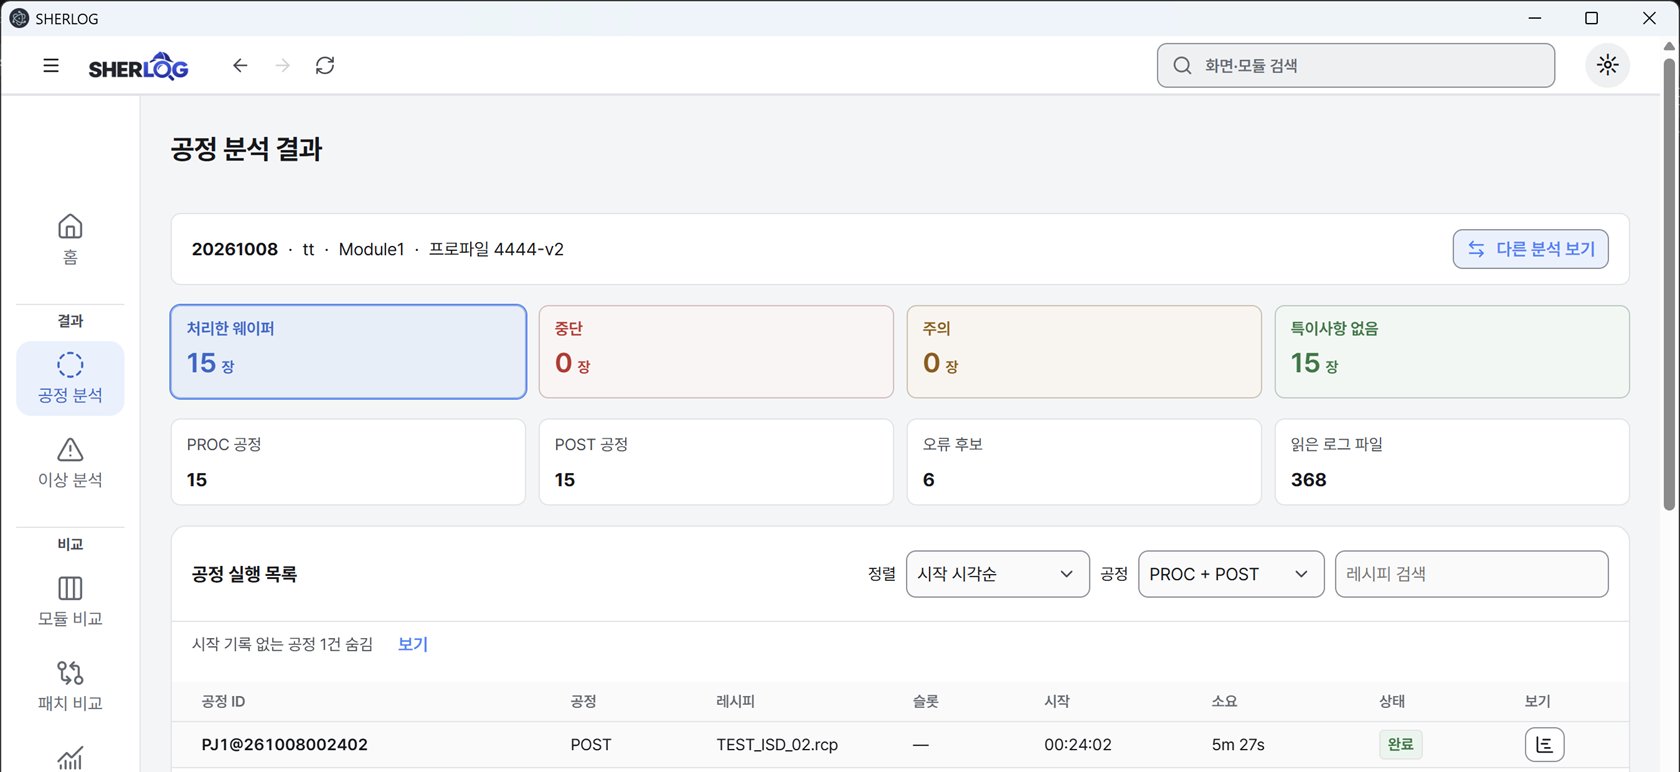 SHERLOG
SHERLOG
화면·모듈 검색
공정 분석 결과
20261008 · tt · Module1 · 프로파일 4444-v2
다른 분석 보기
홈
결과
공정 분석
이상 분석
비교
모듈 비교
패치 비교
처리한 웨이퍼
15 장
중단
0 장
주의
0 장
특이사항 없음
15 장
PROC 공정
15
POST 공정
15
오류 후보
6
읽은 로그 파일
368
공정 실행 목록
정렬
시작 시각순
공정
PROC + POST
레시피 검색
시작 기록 없는 공정 1건 숨김 보기
공정 ID 공정 레시피 슬롯 시작 소요 상태 보기
PJ1@261008002402 POST TEST_ISD_02.rcp — 00:24:02 5m 27s 완료